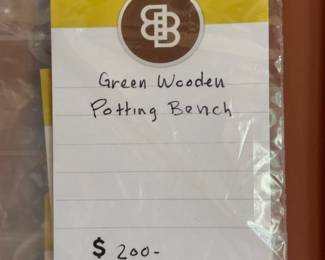 B
Green Wooden
Potting Bench
$ 200-